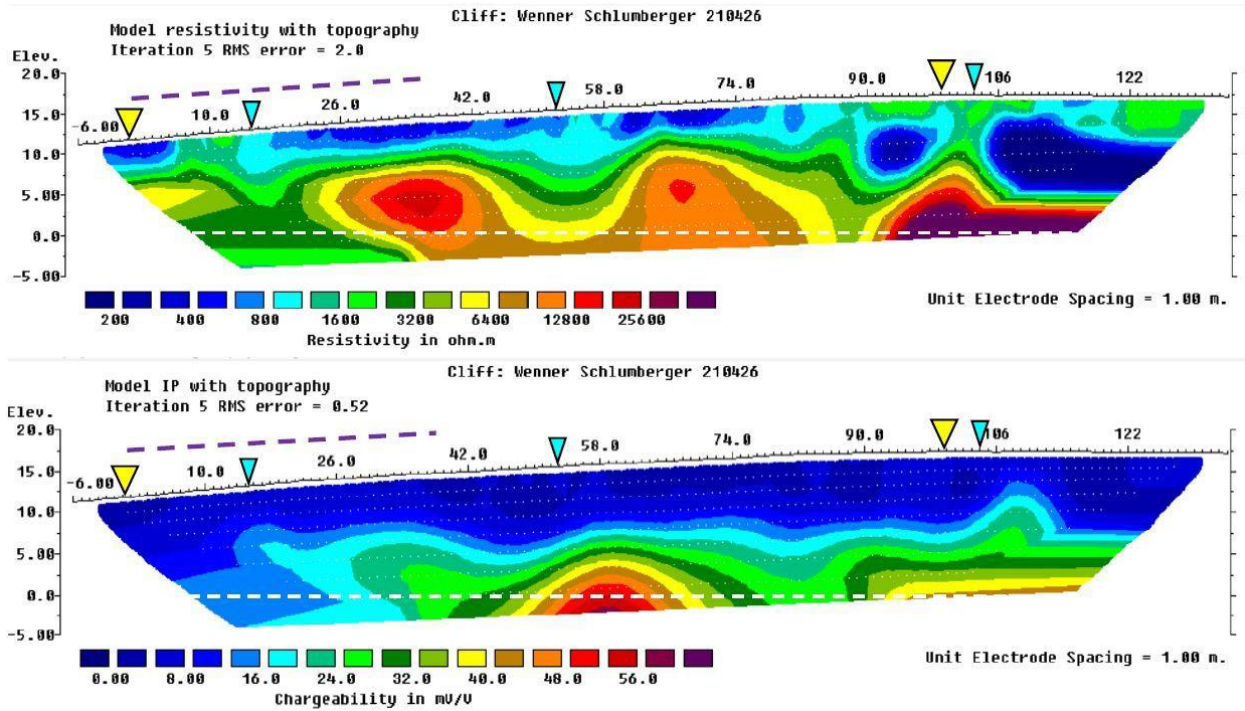 Cliff: Wenner Schlumberger 210426
Model resistivity with topography
Iteration 5 RMS error = 2.0
Elev.
20.0
15.0
10.0
5.00
0.0
-5.00
-6.00 10.0 26.0 42.0 58.0 74.0 90.0 106 122
200 400 800 1600 3200 6400 12800 25600
Resistivity in ohm.m
Unit Electrode Spacing = 1.00 m.
Cliff: Wenner Schlumberger 210426
Model IP with topography
Iteration 5 RMS error = 0.52
Elev.
20.0
15.0
10.0
5.00
0.0
-5.00
-6.00 10.0 26.0 42.0 58.0 74.0 90.0 106 122
0.00 8.00 16.0 24.0 32.0 40.0 48.0 56.0
Chargeability in mV/V
Unit Electrode Spacing = 1.00 m.